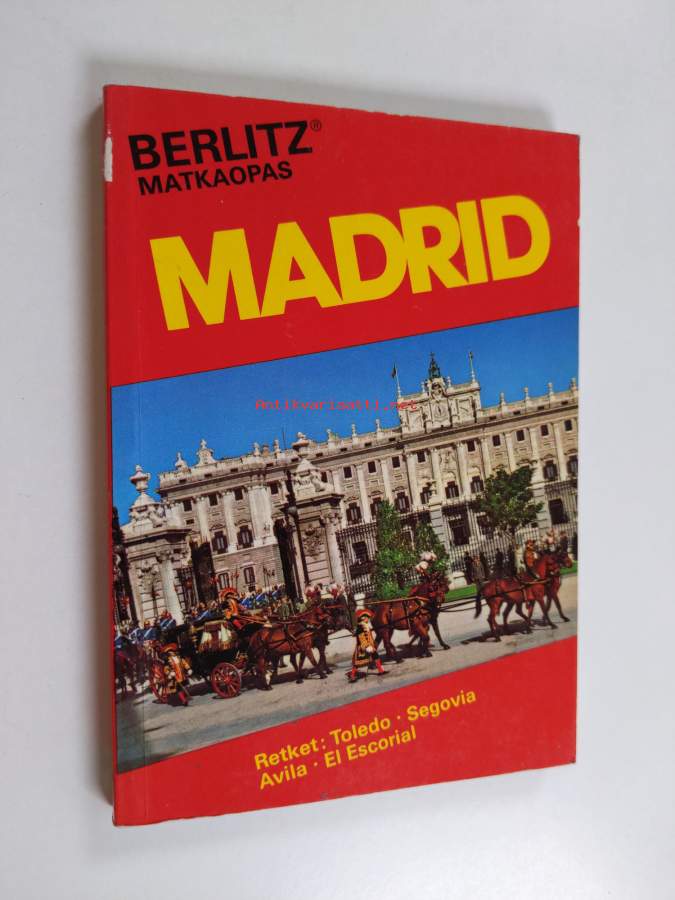 BERLITZ®
MATKAOPAS
MADRID
Antikvariaatti.net
Retket: Toledo · Segovia
Avila · El Escorial